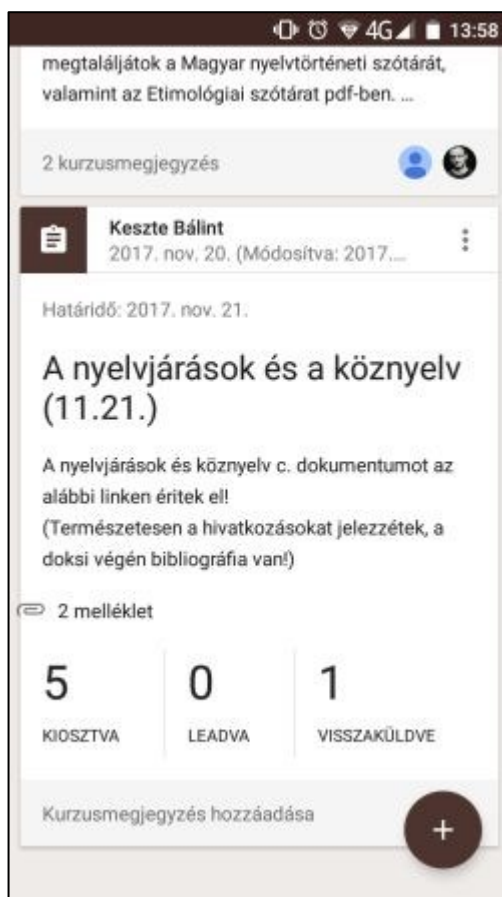 4G 13:58
megtaláljátok a Magyar nyelvtörténeti szótárát,
valamint az Etimológiai szótárat pdf-ben. ...
2 kurzusmegjegyzés
Keszte Bálint
2017. nov. 20. (Módosítva: 2017....
Határidő: 2017. nov. 21.
A nyelvjárások és a köznyelv
(11.21.)
A nyelvjárások és köznyelv c. dokumentumot az
alábbi linken éritek el!
(Természetesen a hivatkozásokat jelezzétek, a
doksi végén bibliográfia van!)
2 melléklet
5 0 1
KIOSZTVA LEADVA VISSZAKÜLDVE
Kurzusmegjegyzés hozzáadása